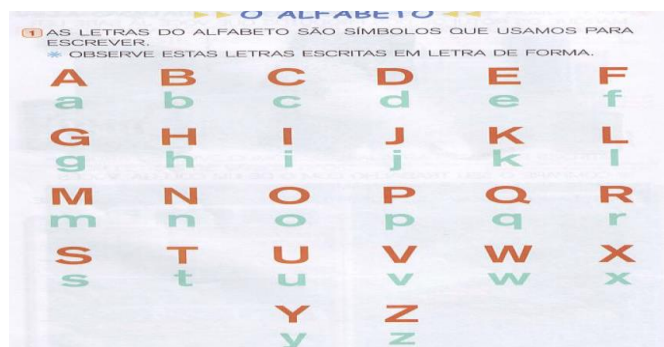 O ALFABETO
1 AS LETRAS DO ALFABETO SÃO SÍMBOLOS QUE USAMOS PARA
ESCREVER.
* OBSERVE ESTAS LETRAS ESCRITAS EM LETRA DE FORMA.
A B C D E F
a b c d e f
G H I J K L
g h i j k l
M N O P Q R
m n o p q r
S T U V W X
s t u v w x
Y Z
y z